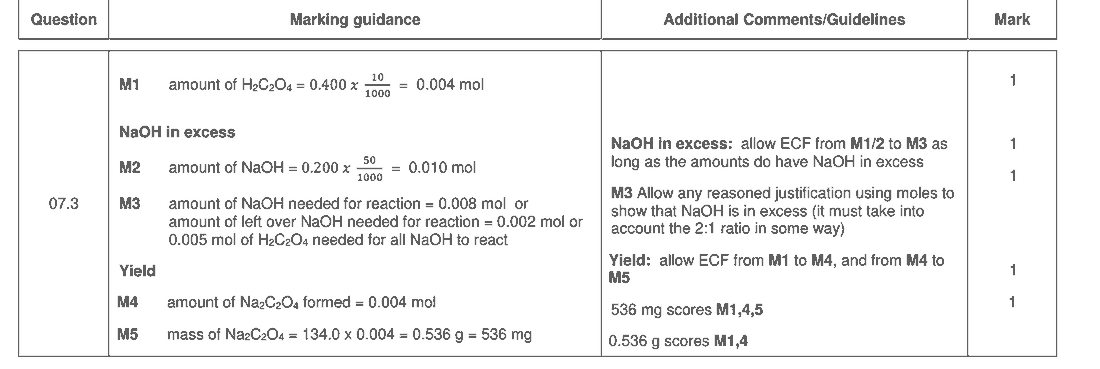 Question Marking guidance Additional Comments/Guidelines Mark
07.3
M1 amount of H₂C₂O₄ = 0.400 x 10/1000 = 0.004 mol
1
NaOH in excess
M2 amount of NaOH = 0.200 x 50/1000 = 0.010 mol
M3 amount of NaOH needed for reaction = 0.008 mol or
amount of left over NaOH needed for reaction = 0.002 mol or
0.005 mol of H₂C₂O₄ needed for all NaOH to react
Yield
M4 amount of Na₂C₂O₄ formed = 0.004 mol
M5 mass of Na₂C₂O₄ = 134.0 x 0.004 = 0.536 g = 536 mg
NaOH in excess: allow ECF from M1/2 to M3 as
long as the amounts do have NaOH in excess
M3 Allow any reasoned justification using moles to
show that NaOH is in excess (it must take into
account the 2:1 ratio in some way)
Yield: allow ECF from M1 to M4, and from M4 to
M5
536 mg scores M1,4,5
0.536 g scores M1,4
1
1
1
1